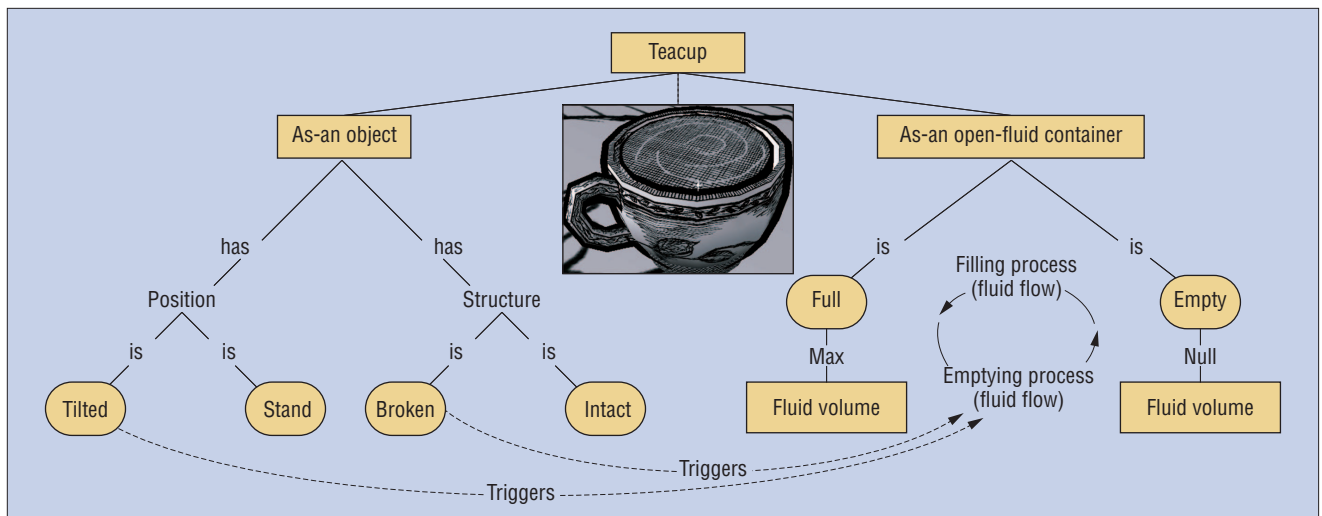 Teacup
As-an object
As-an open-fluid container
has
has
is
is
Filling process
(fluid flow)
Position
Structure
Full
Empty
is
is
is
is
Max
Null
Emptying process
(fluid flow)
Tilted
Stand
Broken
Intact
Fluid volume
Fluid volume
Triggers
Triggers